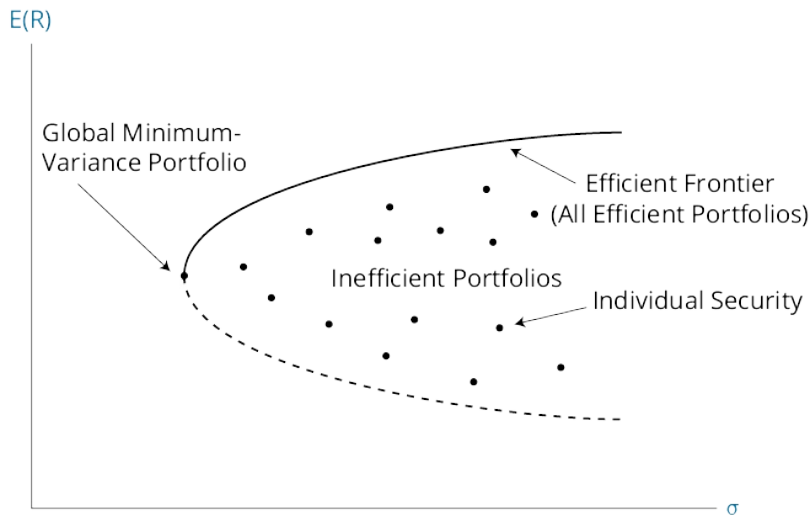 E(R)
Global Minimum-
Variance Portfolio
Efficient Frontier
(All Efficient Portfolios)
Inefficient Portfolios
Individual Security
σ